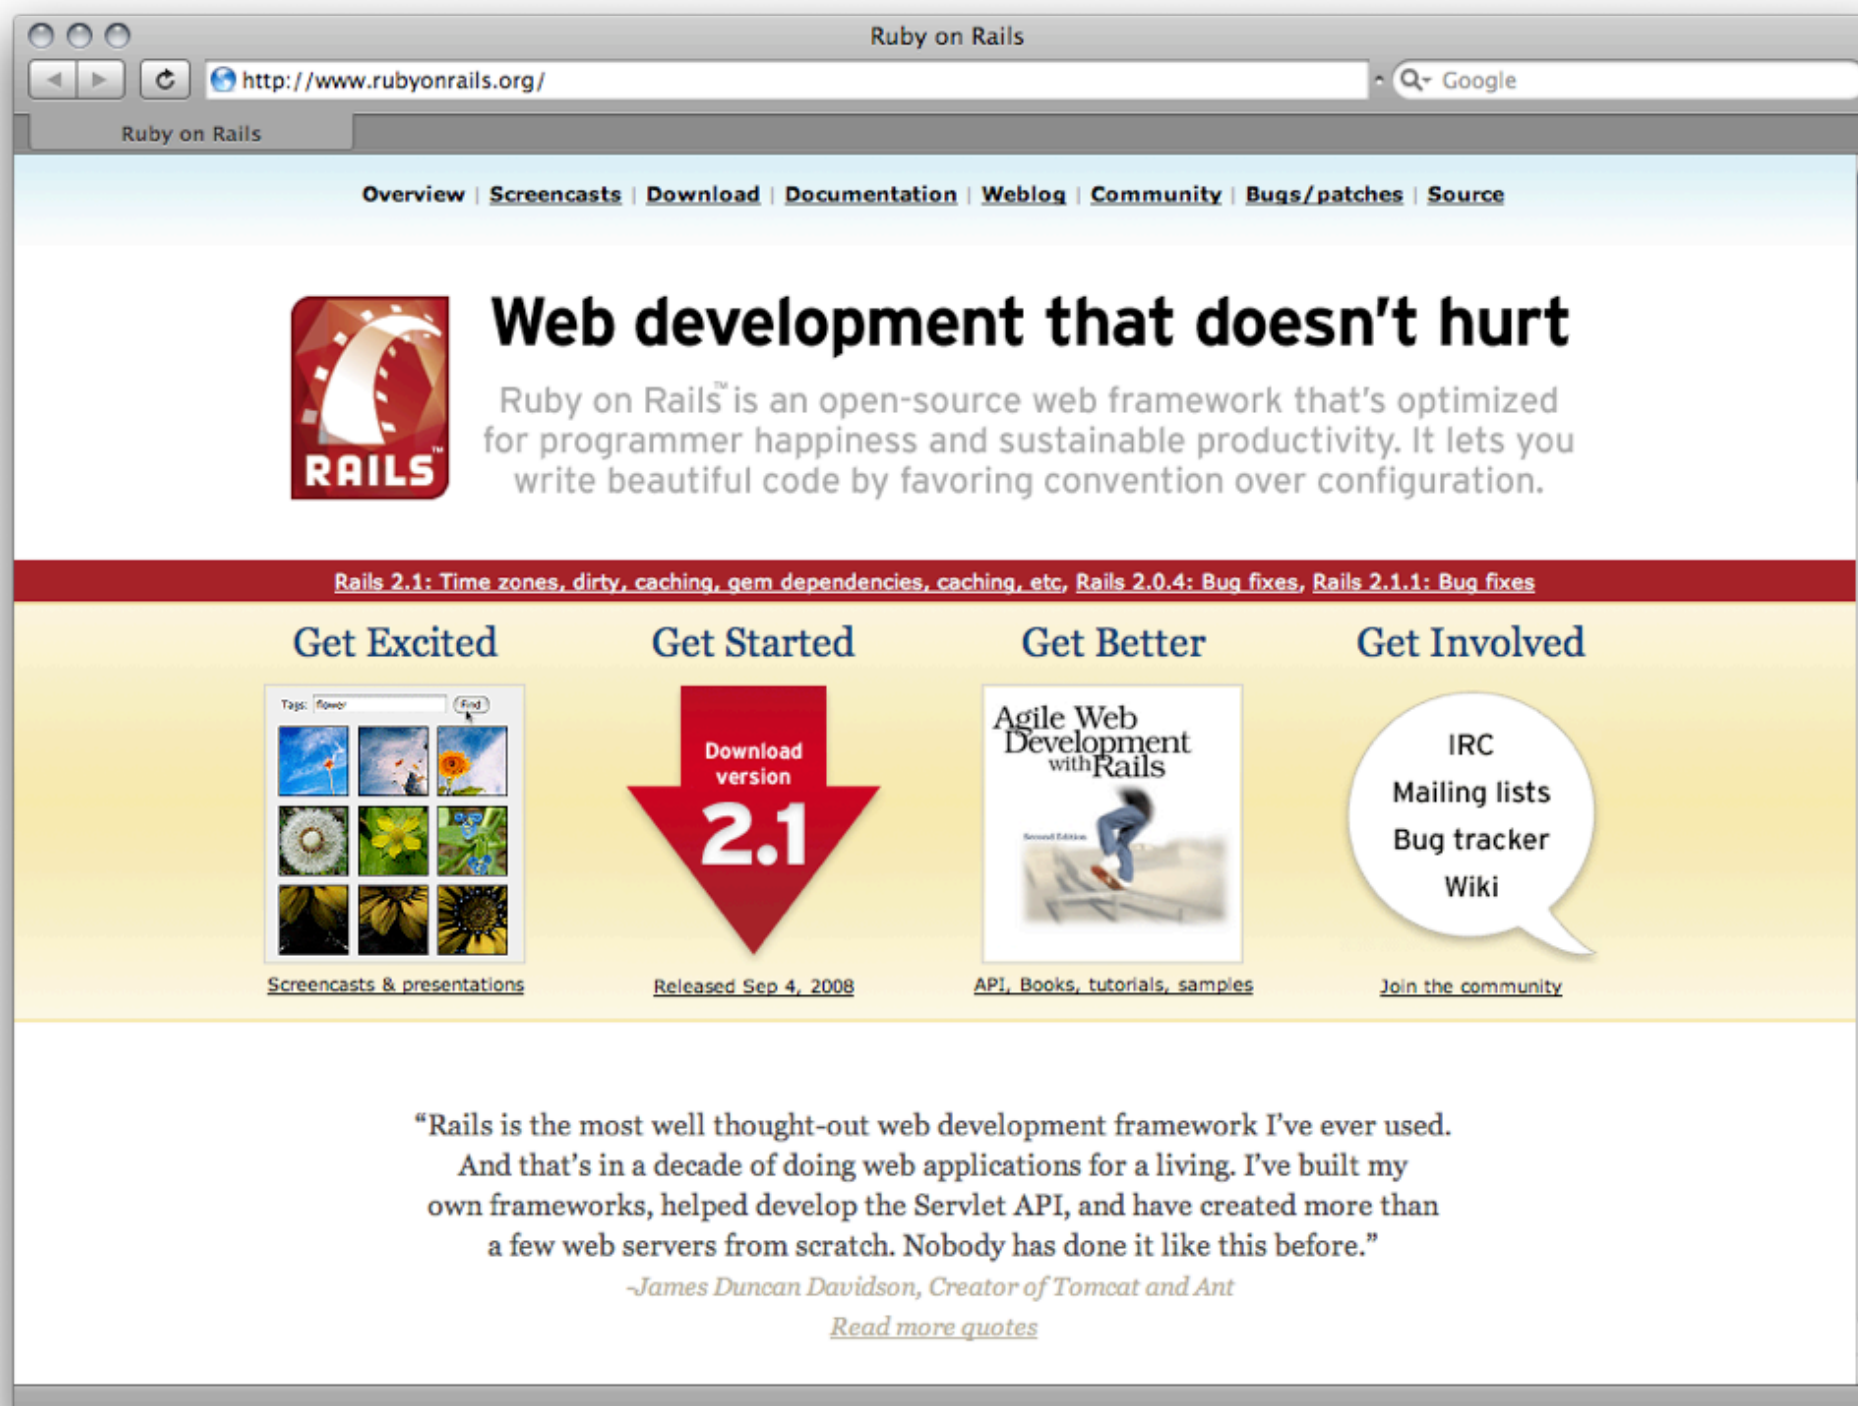 Ruby on Rails
http://www.rubyonrails.org/
Google
Ruby on Rails
Overview | Screencasts | Download | Documentation | Weblog | Community | Bugs/patches | Source
RAILS™
Web development that doesn't hurt
Ruby on Rails™ is an open-source web framework that's optimized
for programmer happiness and sustainable productivity. It lets you
write beautiful code by favoring convention over configuration.
Rails 2.1: Time zones, dirty, caching, gem dependencies, caching, etc, Rails 2.0.4: Bug fixes, Rails 2.1.1: Bug fixes
Get Excited
Tags: flower Find
Screencasts & presentations
Get Started
Download
version
2.1
Released Sep 4, 2008
Get Better
Agile Web
Development
with Rails
Second Edition
API, Books, tutorials, samples
Get Involved
IRC
Mailing lists
Bug tracker
Wiki
Join the community
“Rails is the most well thought-out web development framework I’ve ever used.
And that’s in a decade of doing web applications for a living. I’ve built my
own frameworks, helped develop the Servlet API, and have created more than
a few web servers from scratch. Nobody has done it like this before.”
-James Duncan Davidson, Creator of Tomcat and Ant
Read more quotes